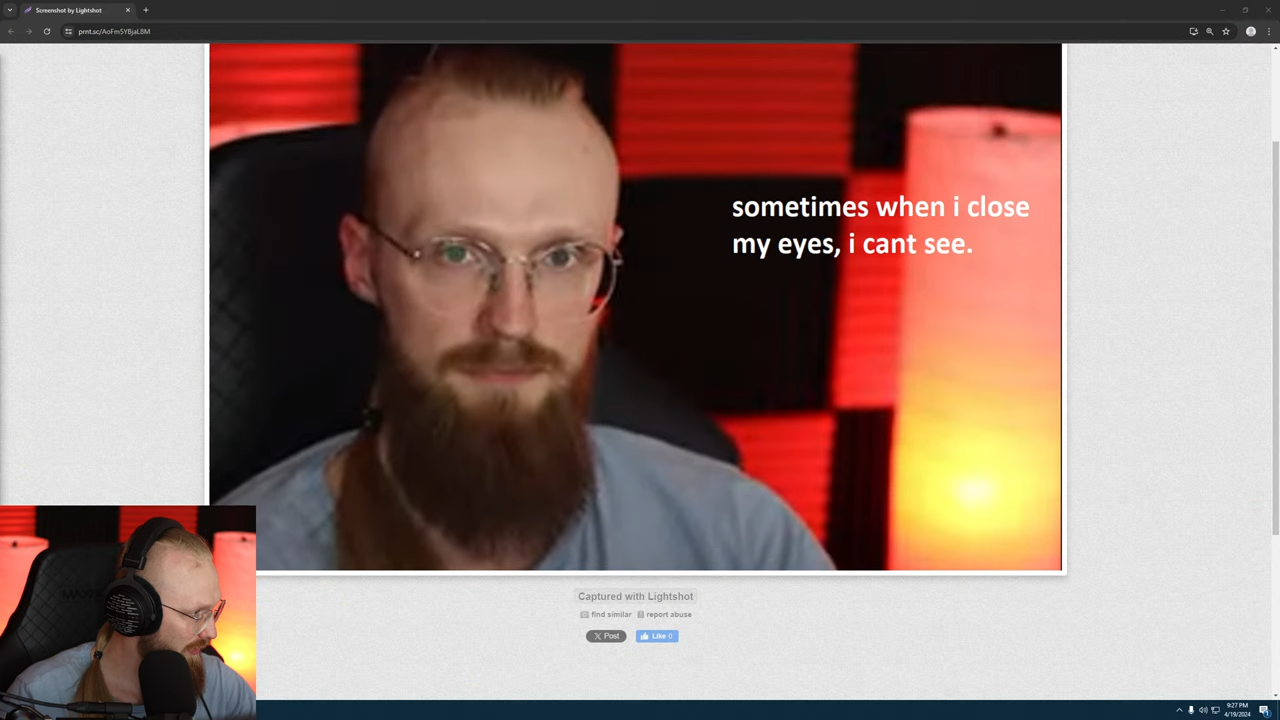 Screenshot by Lightshot
prnt.sc/AoFmSYBjaL8M
sometimes when i close
my eyes, i cant see.
Captured with Lightshot
find similar report abuse
Post Like 0
9:27 PM
4/19/2024